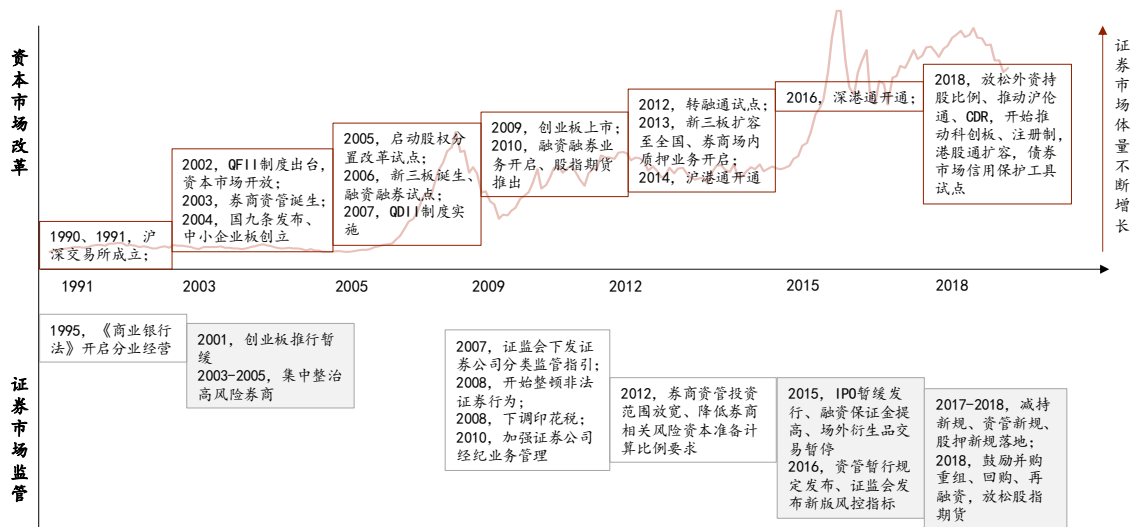 资本市场改革
1990、1991，沪
深交易所成立；
2002，QFII制度出台，
资本市场开放；
2003，券商资管诞生；
2004，国九条发布、
中小企业板创立
2005，启动股权分
置改革试点；
2006，新三板诞生、
融资融券试点；
2007，QDII制度实
施
2009，创业板上市；
2010，融资融券业
务开启、股指期货
推出
2012，转融通试点；
2013，新三板扩容
至全国、券商场内
质押业务开启；
2014，沪港通开通
2016，深港通开通；
2018，放松外资持
股比例、推动沪伦
通、CDR，开始推
动科创板、注册制，
港股通扩容，债券
市场信用保护工具
试点
证券市场体量不断增长
1991
2003
2005
2009
2012
2015
2018
证券市场监管
1995，《商业银行
法》开启分业经营
2001，创业板推行暂
缓
2003-2005，集中整治
高风险券商
2007，证监会下发证
券公司分类监管指引；
2008，开始整顿非法
证券行为；
2008，下调印花税；
2010，加强证券公司
经纪业务管理
2012，券商资管投资
范围放宽、降低券商
相关风险资本准备计
算比例要求
2015，IPO暂缓发
行、融资保证金提
高、场外衍生品交
易暂停
2016，资管暂行规
定发布、证监会发
布新版风控指标
2017-2018，减持
新规、资管新规、
股押新规落地；
2018，鼓励并购
重组、回购、再
融资，放松股指
期货